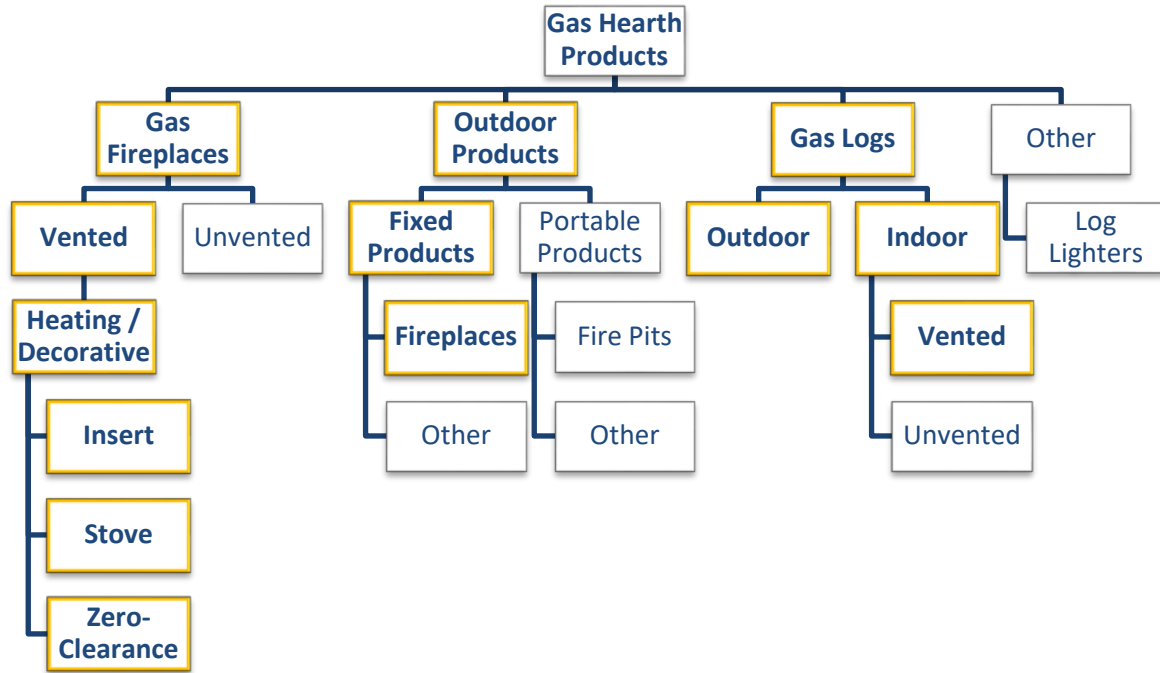 Gas Hearth
Products
Gas
Fireplaces
Outdoor
Products
Gas Logs
Other
Vented
Unvented
Fixed
Products
Portable
Products
Outdoor
Indoor
Log
Lighters
Heating /
Decorative
Fireplaces
Fire Pits
Vented
Insert
Other
Other
Unvented
Stove
Zero-
Clearance